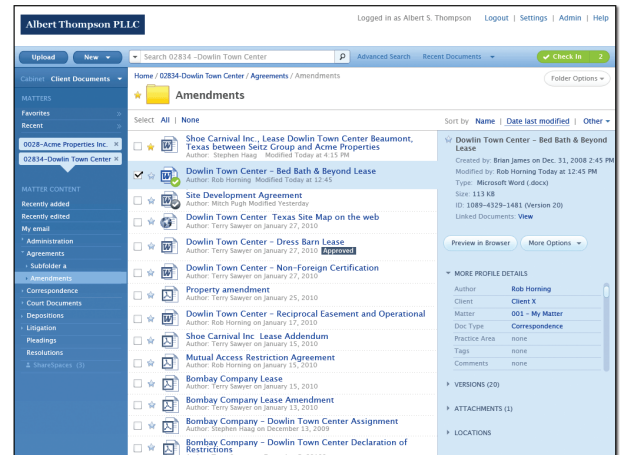 Albert Thompson PLLC
Logged in as Albert S. Thompson Logout | Settings | Admin | Help
Upload New
Search 02834 –Dowlin Town Center
Advanced Search Recent Documents
Check In 2
Cabinet Client Documents
Home / 02834-Dowlin Town Center / Agreements / Amendments
Folder Options
Amendments
MATTERS
Favorites
Recent
0028–Acme Properties Inc. ×
02834–Dowlin Town Center ×
MATTER CONTENT
Recently added
Recently edited
My email
Administration
Agreements
Subfolder a
Amendments
Correspondence
Court Documents
Depositions
Litigation
Pleadings
Resolutions
ShareSpaces (3)
Select All | None
Sort by Name | Date last modified | Other
Shoe Carnival Inc., Lease Dowlin Town Center Beaumont,
Texas between Seitz Group and Acme Properties
Author: Stephen Haag Modified Today at 4:15 PM
Dowlin Town Center – Bed Bath & Beyond Lease
Author: Rob Horning Modified Today at 12:45
Site Development Agreement
Author: Mitch Pugh Modified Yesterday
Dowlin Town Center Texas Site Map on the web
Author: Terry Sawyer on January 27, 2010
Dowlin Town Center – Dress Barn Lease
Author: Terry Sawyer on January 27, 2010 Approved
Dowlin Town Center – Non–Foreign Certification
Author: Terry Sawyer on January 27, 2010
Property amendment
Author: Terry Sawyer on January 25, 2010
Dowlin Town Center – Reciprocal Easement and Operational
Author: Rob Horning on January 17, 2010
Shoe Carnival Inc Lease Addendum
Author: Terry Sawyer on January 15, 2010
Mutual Access Restriction Agreement
Author: Rob Horning on January 15, 2010
Bombay Company Lease
Author: Terry Sawyer on January 15, 2010
Bombay Company Lease Amendment
Author: Terry Sawyer on January 13, 2010
Bombay Company – Dowlin Town Center Assignment
Author: Stephen Haag on December 13, 2009
Bombay Company – Dowlin Town Center Declaration of
Restrictions
Dowlin Town Center – Bed Bath & Beyond
Lease
Created by: Brian James on Dec. 31, 2008 2:45 PM
Modified by: Rob Horning Today at 12:45 PM
Type: Microsoft Word (.docx)
Size: 113 KB
ID: 1089–4329–1481 (Version 20)
Linked Documents: View
Preview in Browser More Options
MORE PROFILE DETAILS
Author Rob Horning
Client Client X
Matter 001 – My Matter
Doc Type Correspondence
Practice Area none
Tags none
Comments none
VERSIONS (20)
ATTACHMENTS (1)
LOCATIONS